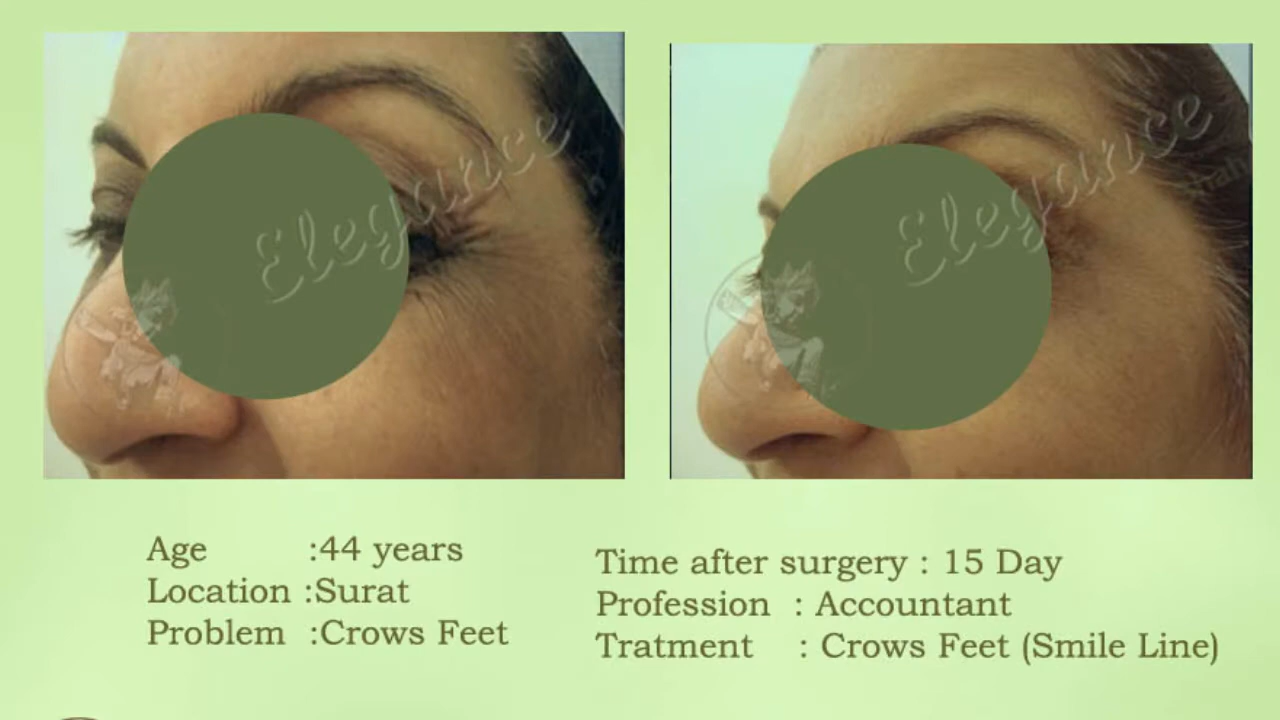 Elegance
Elegance
Age :44 years
Location :Surat
Problem :Crows Feet
Time after surgery : 15 Day
Profession : Accountant
Tratment : Crows Feet (Smile Line)